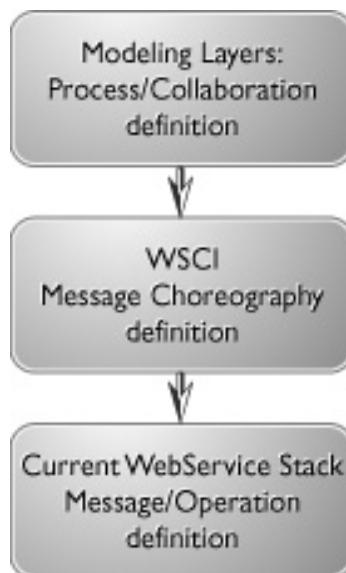 Modeling Layers:
Process/Collaboration
definition
WSCI
Message Choreography
definition
Current WebService Stack
Message/Operation
definition